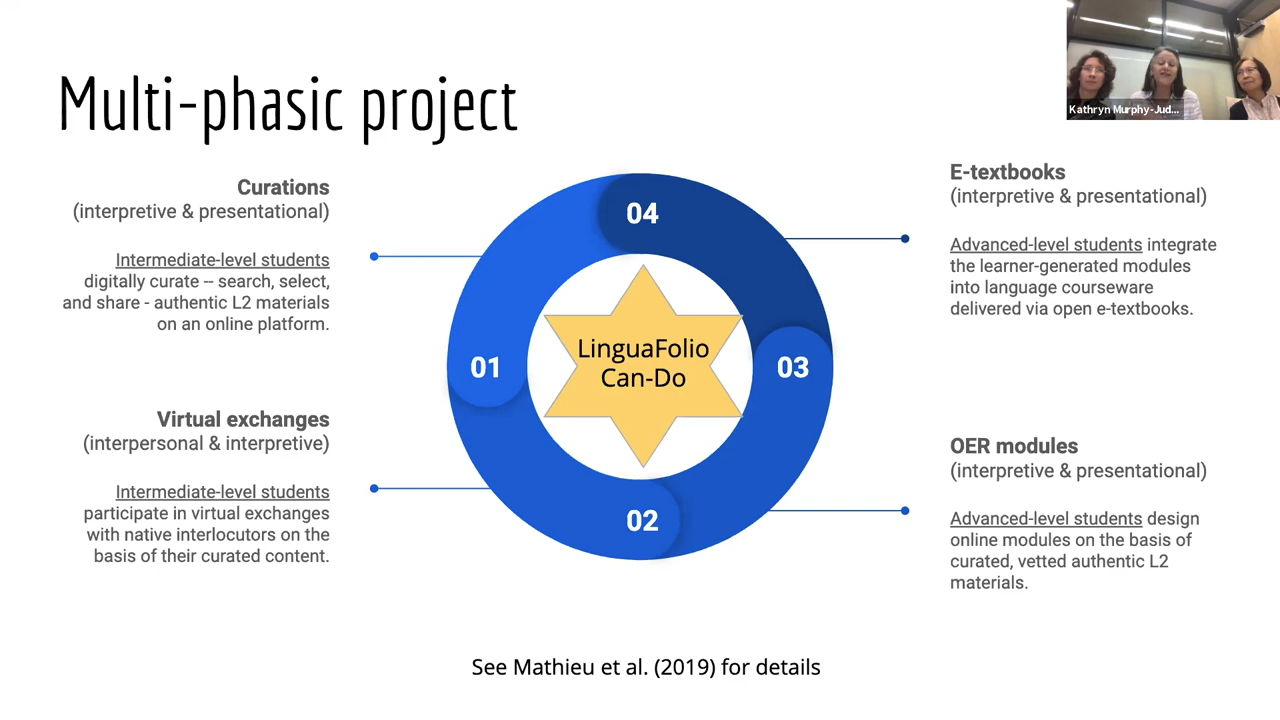 Multi-phasic project
Kathryn Murphy-Jud...
Curations
(interpretive & presentational)
Intermediate-level students
digitally curate -- search, select,
and share - authentic L2 materials
on an online platform.
Virtual exchanges
(interpersonal & interpretive)
Intermediate-level students
participate in virtual exchanges
with native interlocutors on the
basis of their curated content.
04
01
LinguaFolio
Can-Do
03
02
E-textbooks
(interpretive & presentational)
Advanced-level students integrate
the learner-generated modules
into language courseware
delivered via open e-textbooks.
OER modules
(interpretive & presentational)
Advanced-level students design
online modules on the basis of
curated, vetted authentic L2
materials.
See Mathieu et al. (2019) for details